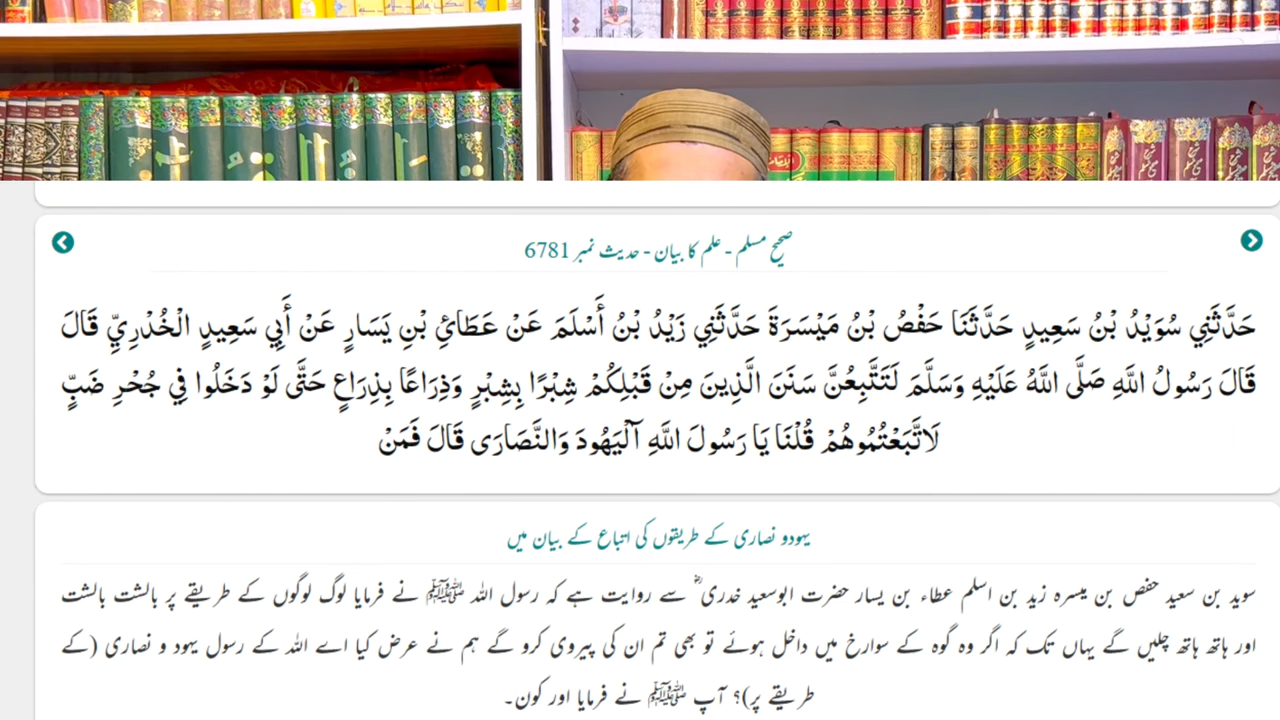 صحیح مسلم - علم کا بیان - حدیث نمبر 6781
حَدَّثَنِي سُوَيْدُ بْنُ سَعِيدٍ حَدَّثَنَا حَفْصُ بْنُ مَيْسَرَةَ حَدَّثَنِي زَيْدُ بْنُ أَسْلَمَ عَنْ عَطَائِ بْنِ يَسَارٍ عَنْ أَبِي سَعِيدٍ الْخُدْرِيِّ قَالَ
قَالَ رَسُولُ اللَّهِ صَلَّی اللَّهُ عَلَيْهِ وَسَلَّمَ لَتَتَّبِعُنَّ سَنَنَ الَّذِينَ مِنْ قَبْلِکُمْ شِبْرًا بِشِبْرٍ وَذِرَاعًا بِذِرَاعٍ حَتَّی لَوْ دَخَلُوا فِي جُحْرِ ضَبٍّ
لَاتَّبَعْتُمُوهُمْ قُلْنَا يَا رَسُولَ اللَّهِ آلْيَهُودَ وَالنَّصَارَی قَالَ فَمَنْ
یہودو نصاری کے طریقوں کی اتباع کے بیان میں
سوید بن سعید حفص بن میسرہ زید بن اسلم عطاء بن یسار حضرت ابوسعید خدری ؓ سے روایت ہے کہ رسول اللہ ﷺ نے فرمایا لوگ لوگوں کے طریقے پر بالشت بالشت
اور ہاتھ ہاتھ چلیں گے یہاں تک کہ اگر وہ گوہ کے سوارخ میں داخل ہوئے تو بھی تم ان کی پیروی کرو گے ہم نے عرض کیا اے اللہ کے رسول یہود و نصاری (کے
طریقے پر)؟ آپ ﷺ نے فرمایا اور کون۔